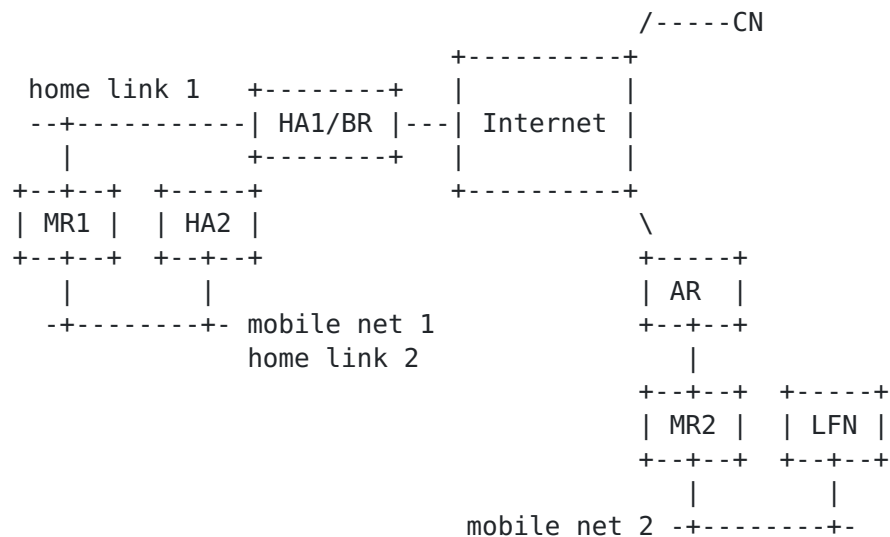 /-----CN
+----------+
home link 1   +--------+   |          |
--+-----------| HA1/BR |---| Internet |
|           +--------+   |          |
+--+--+  +-----+            +----------+
| MR1 |  | HA2 |                        \
+--+--+  +--+--+                        +-----+
|        |                           | AR  |
-+--------+- mobile net 1            +--+--+
home link 2                |
+--+--+  +-----+
| MR2 |  | LFN |
+--+--+  +--+--+
|        |
mobile net 2 -+--------+-